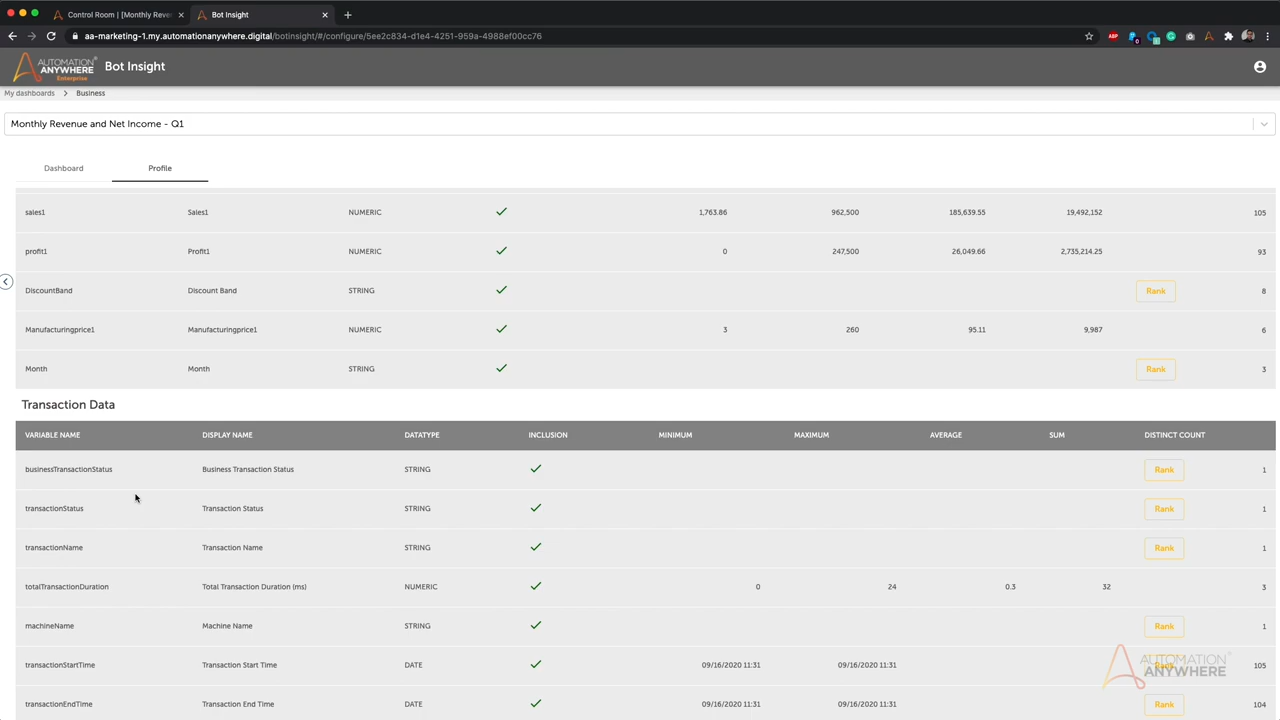 Control Room | [Monthly Rever
Bot Insight
aa-marketing-1.my.automationanywhere.digital/botinsight/#/configure/5ee2c834-d1e4-4251-959a-4988ef00cc76
ABP
AUTOMATION ANYWHERE Enterprise
Bot Insight
My dashboards > Business
Monthly Revenue and Net Income - Q1
Dashboard Profile
sales1 Sales1 NUMERIC 1,763.86 962,500 185,639.55 19,492,152 105
profit1 Profit1 NUMERIC 0 247,500 26,049.66 2,735,214.25 93
DiscountBand Discount Band STRING Rank 8
Manufacturingprice1 Manufacturingprice1 NUMERIC 3 260 95.11 9,987 6
Month Month STRING Rank 3
Transaction Data
VARIABLE NAME DISPLAY NAME DATATYPE INCLUSION MINIMUM MAXIMUM AVERAGE SUM DISTINCT COUNT
businessTransactionStatus Business Transaction Status STRING Rank 1
transactionStatus Transaction Status STRING Rank 1
transactionName Transaction Name STRING Rank 1
totalTransactionDuration Total Transaction Duration (ms) NUMERIC 0 24 0.3 32 3
machineName Machine Name STRING Rank 1
transactionStartTime Transaction Start Time DATE 09/16/2020 11:31 09/16/2020 11:31 Rank 105
AUTOMATION ANYWHERE
transactionEndTime Transaction End Time DATE 09/16/2020 11:31 09/16/2020 11:31 Rank 104